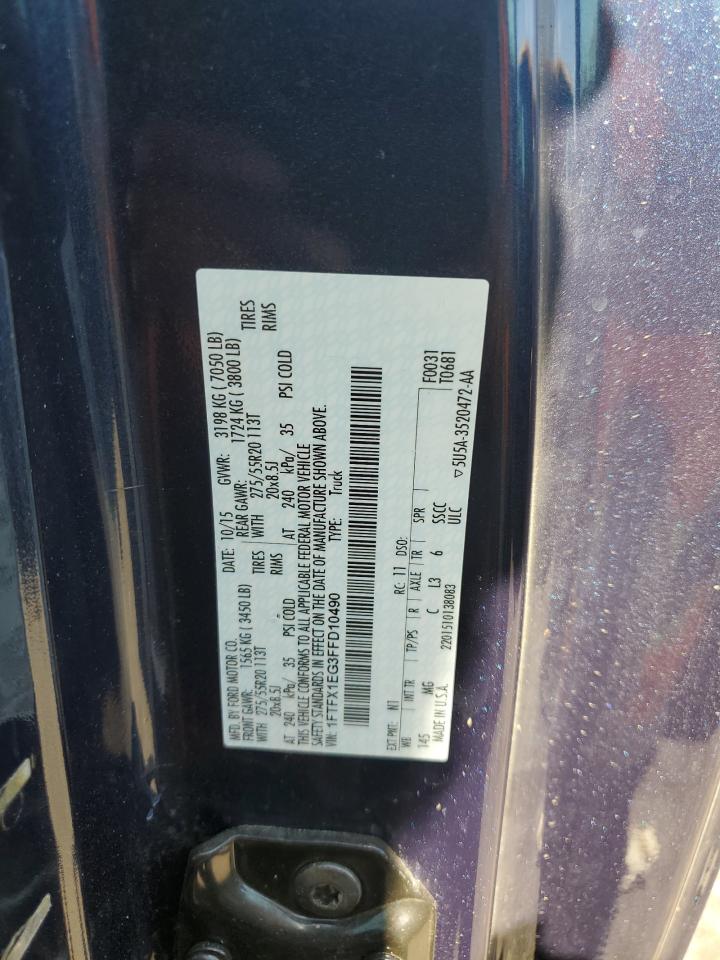 MFD. BY FORD MOTOR CO.
DATE: 10/15 GVWR: 3198 KG (7050 LB)
FRONT GAWR: 1565 KG (3450 LB) REAR GAWR: 1724 KG (3800 LB)
WITH 275/55R20 113T TIRES WITH 275/55R20 113T TIRES
20x8.5J RIMS 20x8.5J RIMS
AT 240 kPa/ 35 PSI COLD AT 240 kPa/ 35 PSI COLD
THIS VEHICLE CONFORMS TO ALL APPLICABLE FEDERAL MOTOR VEHICLE
SAFETY STANDARDS IN EFFECT ON THE DATE OF MANUFACTURE SHOWN ABOVE.
VIN: 1FTFX1EG3FFD10490 TYPE: Truck
EXT PNT: N1 RC: 11 DSO: F0031
WB INT TR TP/PS R AXLE TR SPR T0681
145 MG C L3 6 SSCC
MADE IN U.S.A. 2201510138083 ULC ▽5U5A-3520472-AA